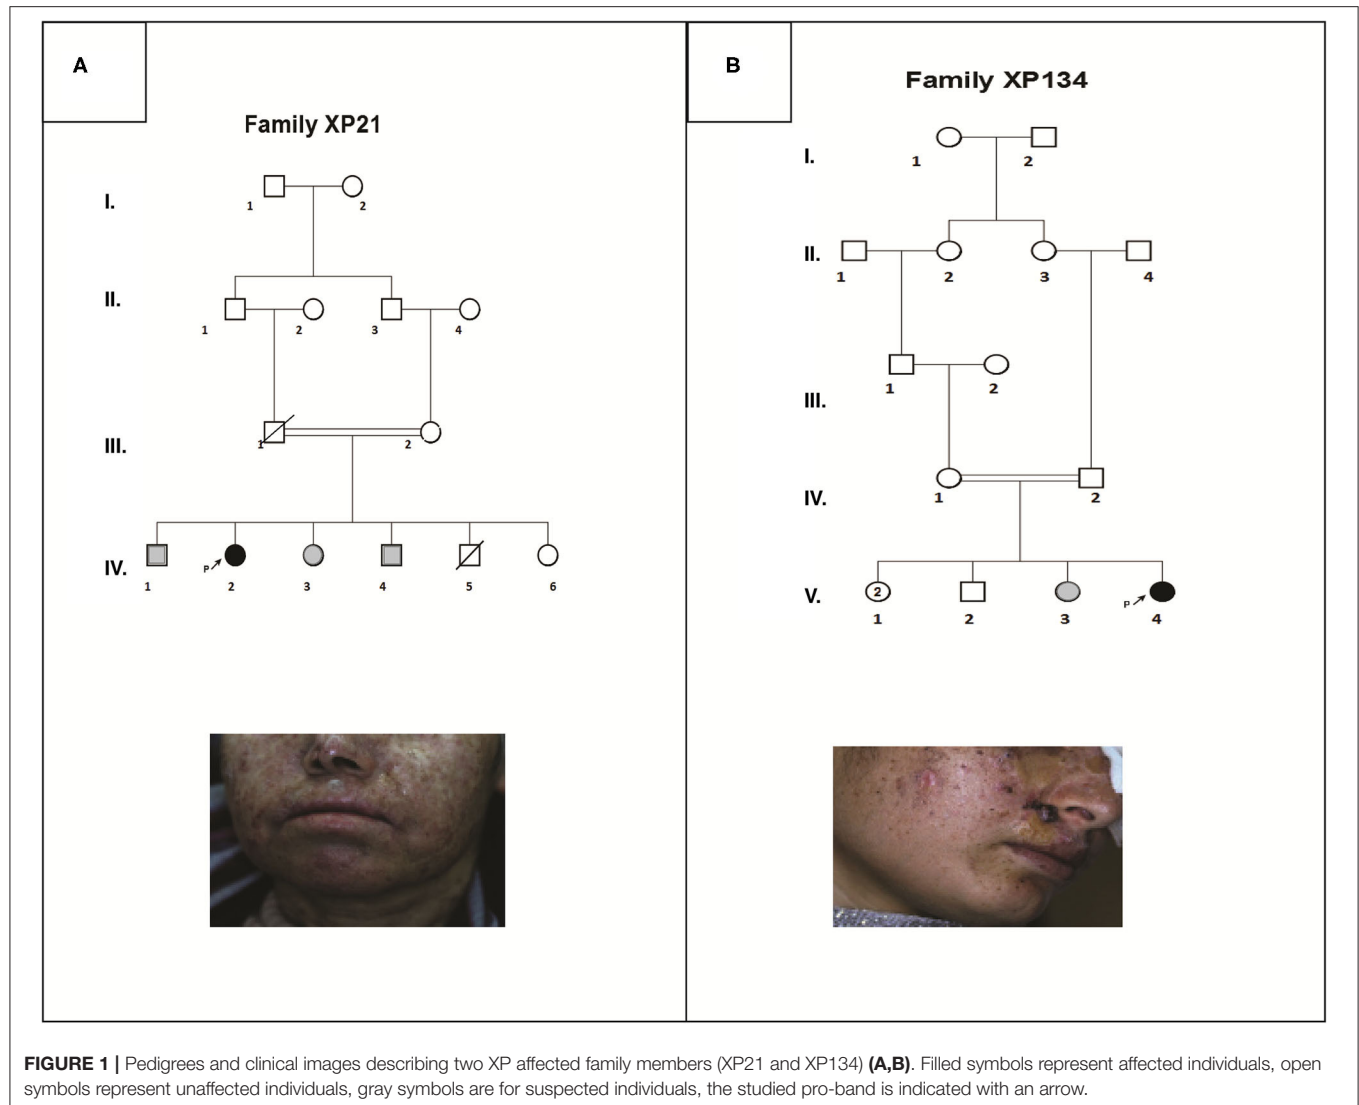 A
Family XP21
I.
1 2
II.
1 2 3 4
III.
1 2
IV.
P
1 2 3 4 5 6
B
Family XP134
I.
1 2
II.
1 2 3 4
III.
1 2
IV.
1 2
V.
2
P
1 2 3 4
FIGURE 1 | Pedigrees and clinical images describing two XP affected family members (XP21 and XP134) (A,B). Filled symbols represent affected individuals, open
symbols represent unaffected individuals, gray symbols are for suspected individuals, the studied pro-band is indicated with an arrow.